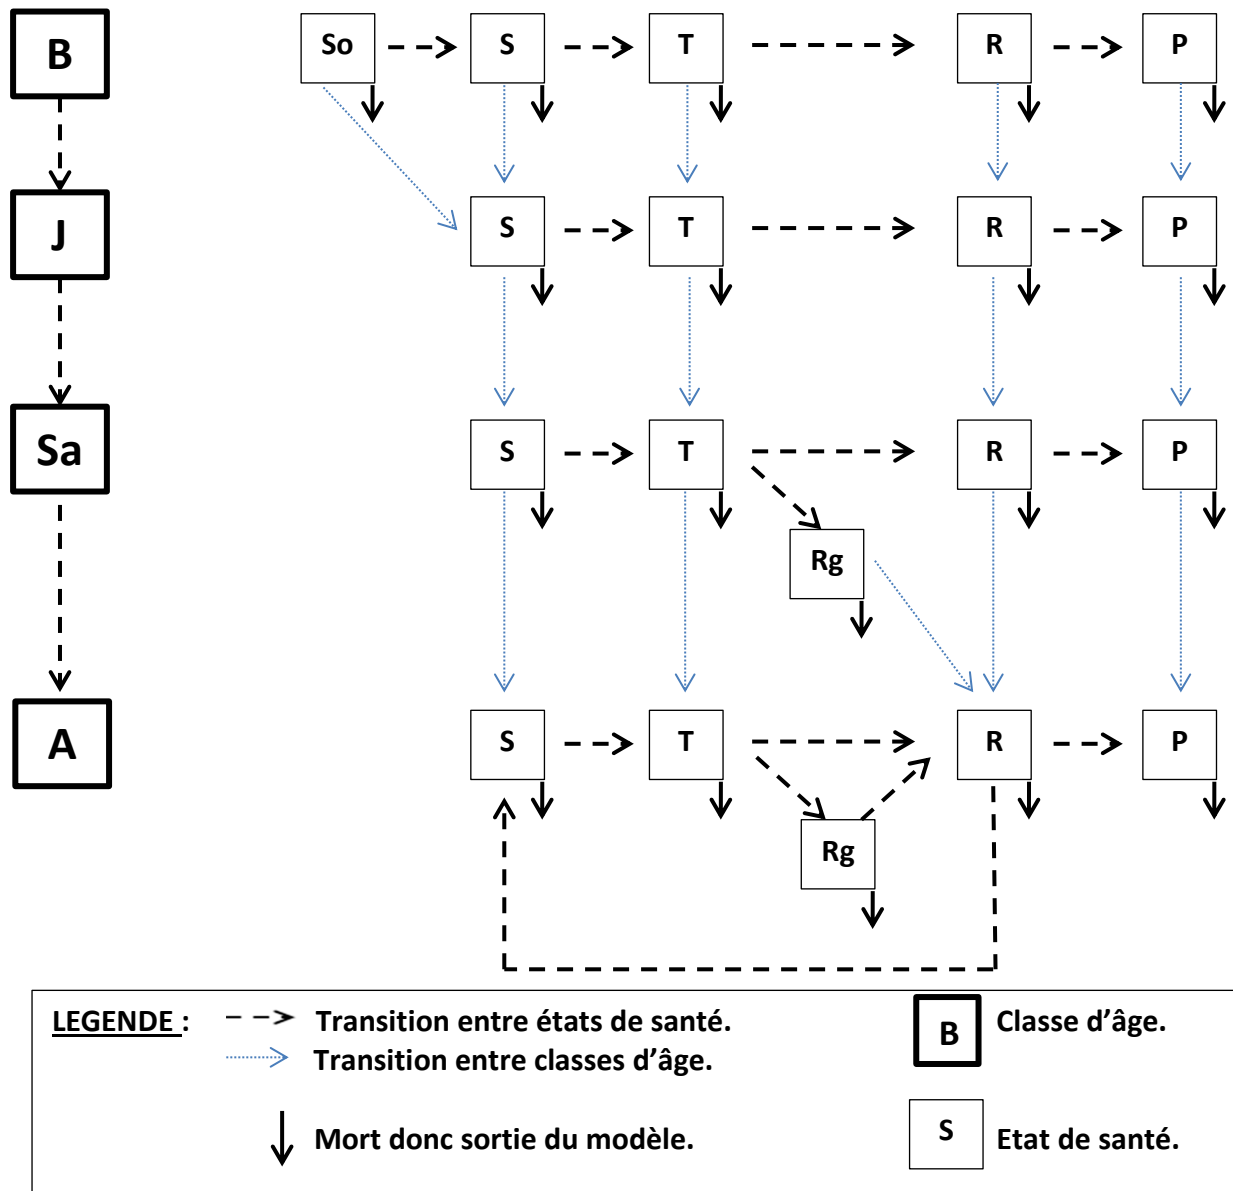 B So S T R P
J S T R P
Sa S T R P
Rg
A S T R P
Rg
LEGENDE : Transition entre états de santé. B Classe d'âge.
Transition entre classes d'âge.
Mort donc sortie du modèle. S Etat de santé.